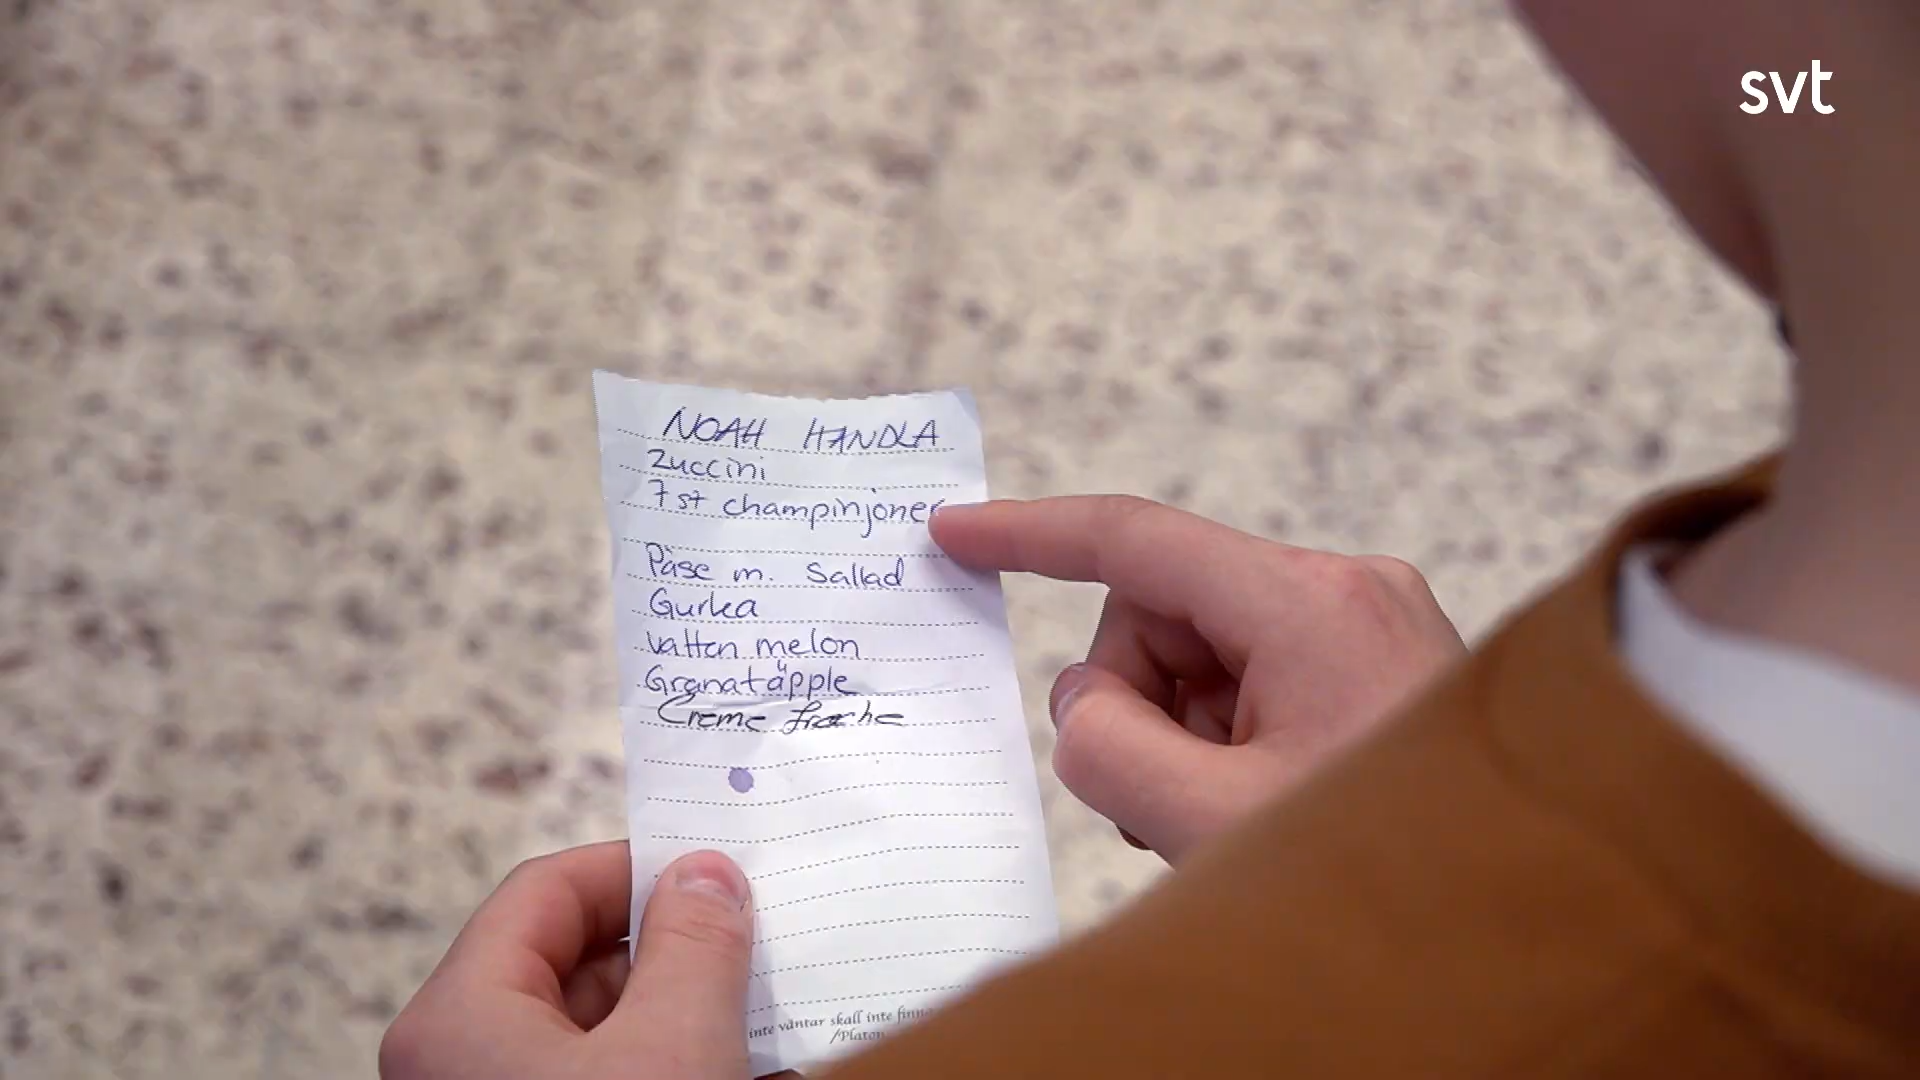 svt
NOAH HANDLA
Zuccini
7 st champinjoner
Påse m. Sallad
Gurka
Vatten melon
Granatäpple
Creme frache
inte väntar skall inte finna
/Platon